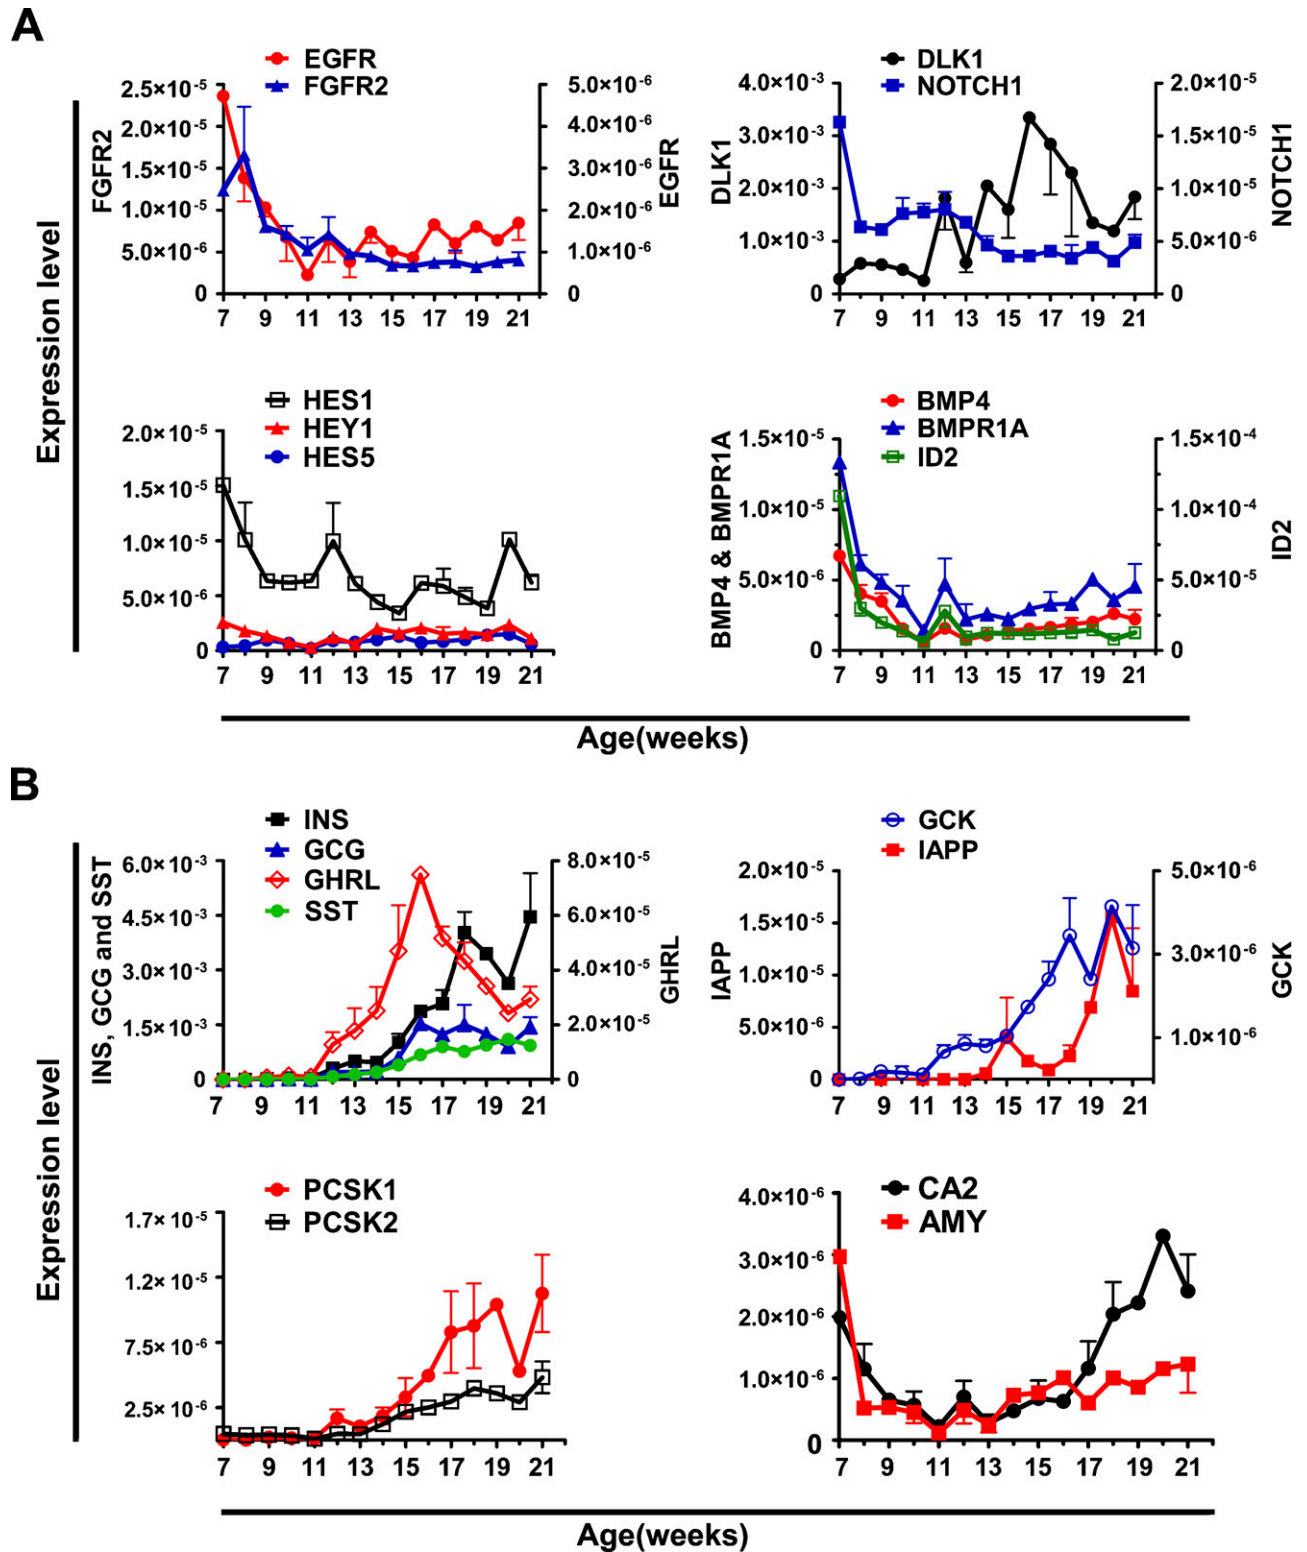 A
EGFR
FGFR2
FGFR2
2.5×10⁻⁵
2.0×10⁻⁵
1.5×10⁻⁵
1.0×10⁻⁵
5.0×10⁻⁶
0
5.0×10⁻⁶
4.0×10⁻⁶
3.0×10⁻⁶
2.0×10⁻⁶
1.0×10⁻⁶
0
EGFR
7 9 11 13 15 17 19 21
DLK1
NOTCH1
DLK1
4.0×10⁻³
3.0×10⁻³
2.0×10⁻³
1.0×10⁻³
0
2.0×10⁻⁵
1.5×10⁻⁵
1.0×10⁻⁵
5.0×10⁻⁶
0
NOTCH1
7 9 11 13 15 17 19 21
Expression level
HES1
HEY1
HES5
2.0×10⁻⁵
1.5×10⁻⁵
1.0×10⁻⁵
5.0×10⁻⁶
0
7 9 11 13 15 17 19 21
BMP4
BMPR1A
ID2
BMP4 & BMPR1A
1.5×10⁻⁵
1.0×10⁻⁵
5.0×10⁻⁶
0
1.5×10⁻⁴
1.0×10⁻⁴
5.0×10⁻⁵
0
ID2
7 9 11 13 15 17 19 21
Age(weeks)
B
INS
GCG
GHRL
SST
INS, GCG and SST
6.0×10⁻³
4.5×10⁻³
3.0×10⁻³
1.5×10⁻³
0
8.0×10⁻⁵
6.0×10⁻⁵
4.0×10⁻⁵
2.0×10⁻⁵
0
GHRL
7 9 11 13 15 17 19 21
GCK
IAPP
IAPP
2.0×10⁻⁵
1.5×10⁻⁵
1.0×10⁻⁵
5.0×10⁻⁶
0
5.0×10⁻⁶
3.0×10⁻⁶
1.0×10⁻⁶
GCK
7 9 11 13 15 17 19 21
Expression level
PCSK1
PCSK2
1.7× 10⁻⁵
1.2× 10⁻⁵
7.5× 10⁻⁶
2.5× 10⁻⁶
7 9 11 13 15 17 19 21
CA2
AMY
4.0×10⁻⁶
3.0×10⁻⁶
2.0×10⁻⁶
1.0×10⁻⁶
0
7 9 11 13 15 17 19 21
Age(weeks)